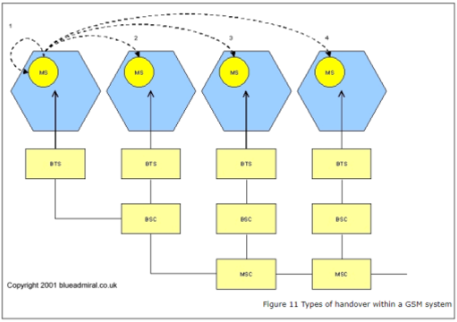 1
2
3
4
MS
MS
MS
MS
BTS
BTS
BTS
BTS
BSC
BSC
BSC
MSC
MSC
Copyright 2001 blueadmiral.co.uk
Figure 11 Types of handover within a GSM system